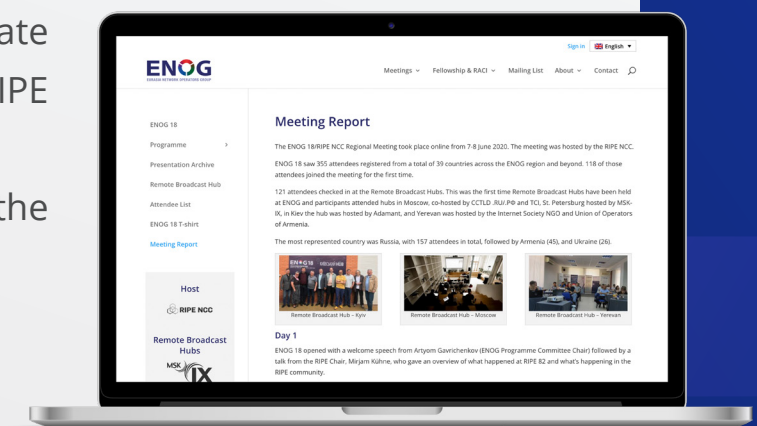 ate
IPE
the
Sign in English
ENOG
EURASIA NETWORK OPERATORS GROUP
Meetings Fellowship & RACI Mailing List About Contact
ENOG 18
Programme
Presentation Archive
Remote Broadcast Hub
Attendee List
ENOG 18 T-shirt
Meeting Report
Host
RIPE NCC
Remote Broadcast
Hubs
MSK
IX
Meeting Report
The ENOG 18/RIPE NCC Regional Meeting took place online from 7-8 June 2020. The meeting was hosted by the RIPE NCC.
ENOG 18 saw 355 attendees registered from a total of 39 countries across the ENOG region and beyond. 118 of those
attendees joined the meeting for the first time.
121 attendees checked in at the Remote Broadcast Hubs. This was the first time Remote Broadcast Hubs have been held
at ENOG and participants attended hubs in Moscow, co-hosted by CCTLD .RU/.РФ and TCI, St. Petersburg hosted by MSK-
IX, in Kiev the hub was hosted by Adamant, and Yerevan was hosted by the Internet Society NGO and Union of Operators
of Armenia.
The most represented country was Russia, with 157 attendees in total, followed by Armenia (45), and Ukraine (26).
Remote Broadcast Hub – Kyiv
Remote Broadcast Hub – Moscow
Remote Broadcast Hub – Yerevan
Day 1
ENOG 18 opened with a welcome speech from Artyom Gavrichenkov (ENOG Programme Committee Chair) followed by a
talk from the RIPE Chair, Mirjam Kühne, who gave an overview of what happened at RIPE 82 and what's happening in the
RIPE community.